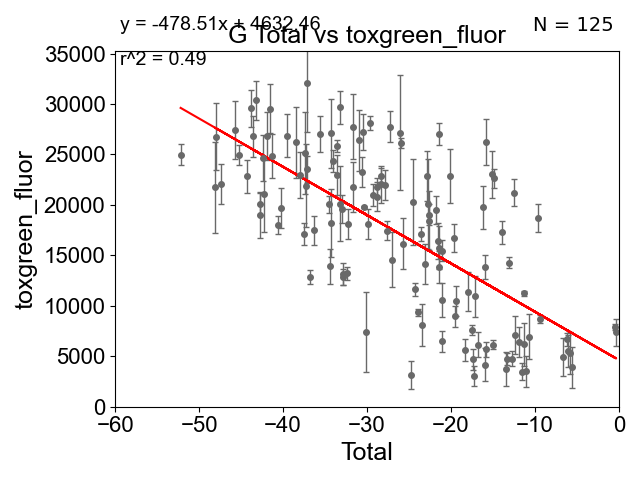 y = -478.51x + 4632.46
G Total vs toxgreen_fluor
N = 125
r^2 = 0.49
35000
30000
25000
20000
15000
10000
5000
0
toxgreen_fluor
−60
−50
−40
−30
−20
−10
0
Total